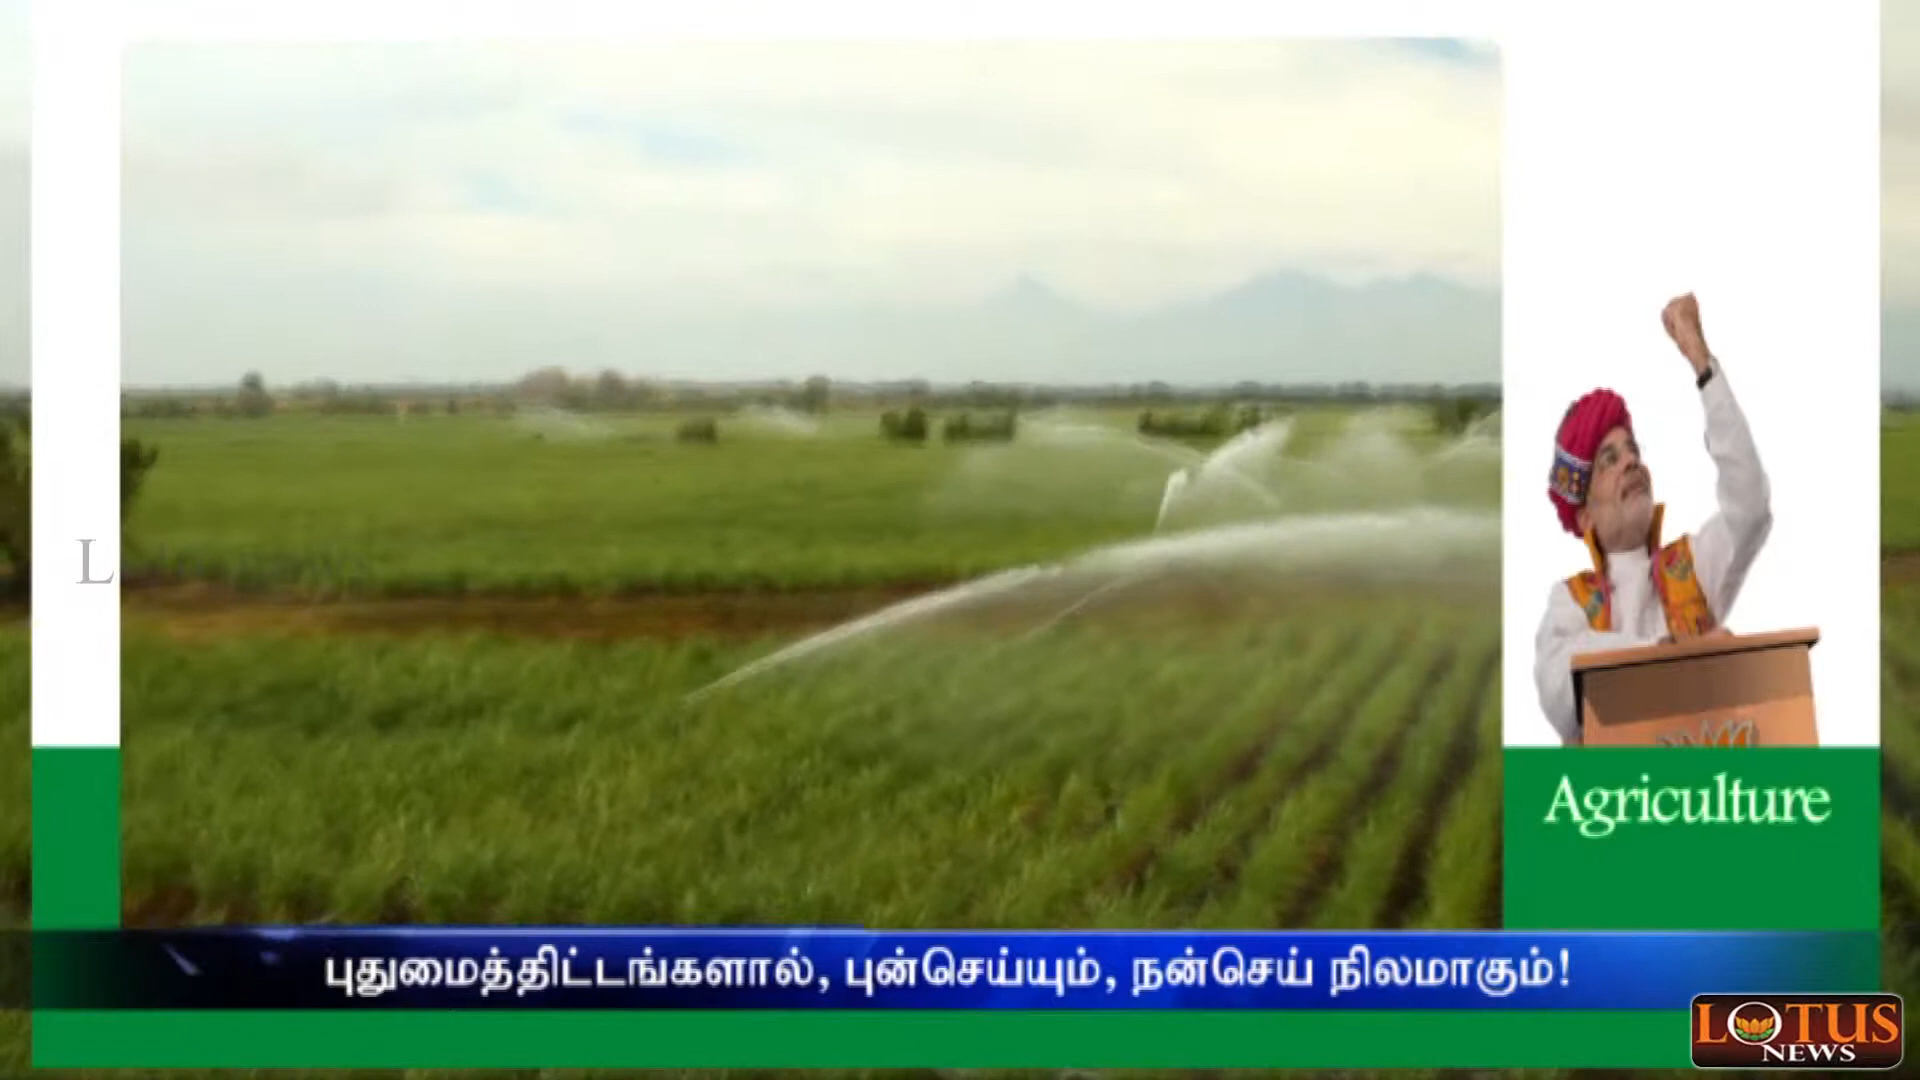 L
Agriculture
புதுமைத்திட்டங்களால், புன்செய்யும், நன்செய் நிலமாகும்!
LOTUS
NEWS